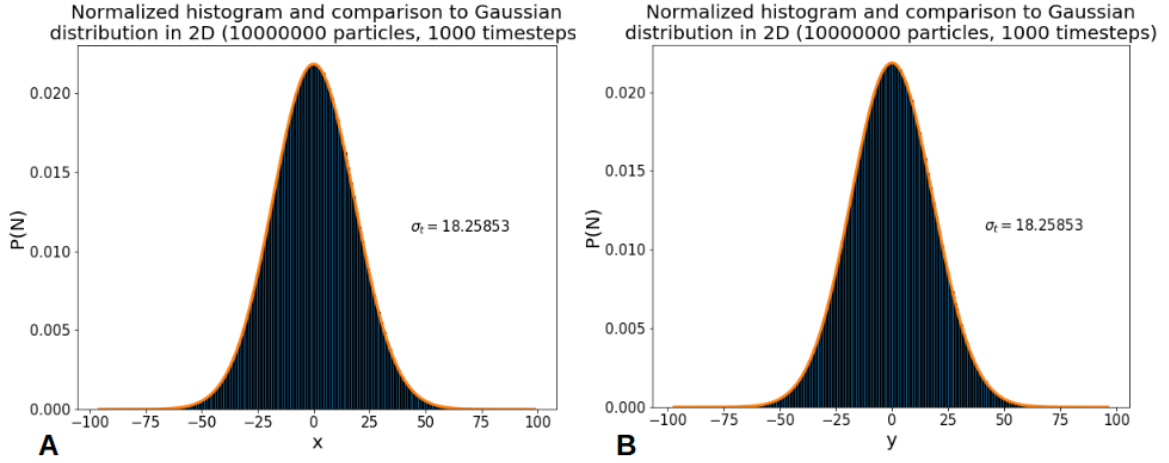 Normalized histogram and comparison to Gaussian
distribution in 2D (10000000 particles, 1000 timesteps
0.020
0.015
0.010
0.005
0.000
P(N)
σt = 18.25853
−100 −75 −50 −25 0 25 50 75 100
x
A
Normalized histogram and comparison to Gaussian
distribution in 2D (10000000 particles, 1000 timesteps)
0.020
0.015
0.010
0.005
0.000
P(N)
σt = 18.25853
−100 −75 −50 −25 0 25 50 75 100
y
B